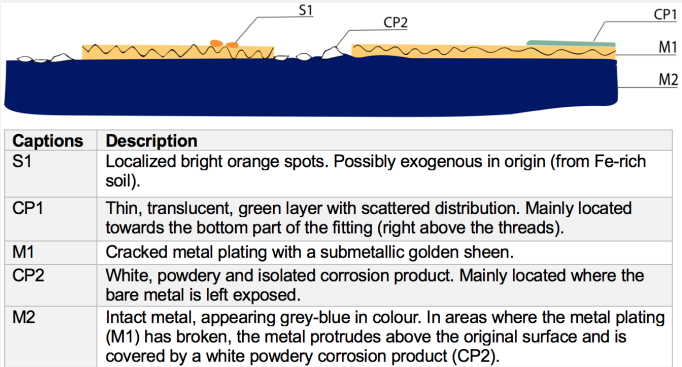 S1
CP2
CP1
M1
M2
Captions Description
S1 Localized bright orange spots. Possibly exogenous in origin (from Fe-rich
soil).
CP1 Thin, translucent, green layer with scattered distribution. Mainly located
towards the bottom part of the fitting (right above the threads).
M1 Cracked metal plating with a submetallic golden sheen.
CP2 White, powdery and isolated corrosion product. Mainly located where the
bare metal is left exposed.
M2 Intact metal, appearing grey-blue in colour. In areas where the metal plating
(M1) has broken, the metal protrudes above the original surface and is
covered by a white powdery corrosion product (CP2).